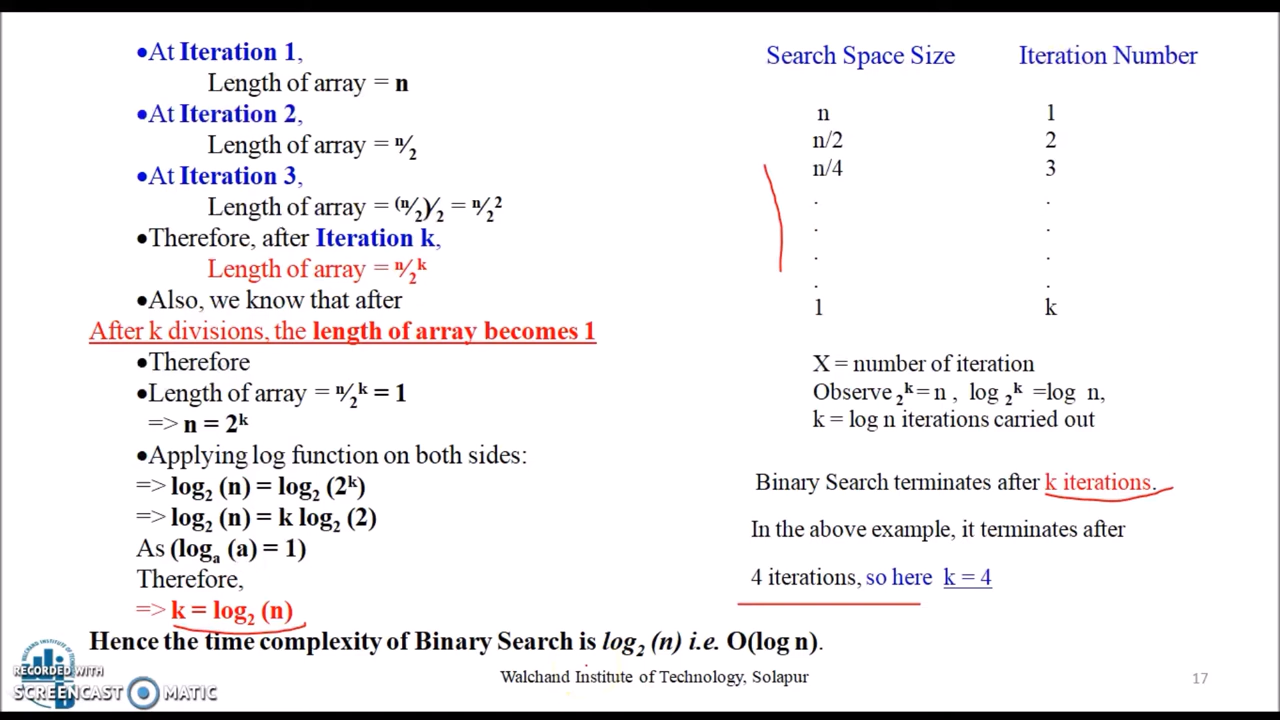 •At Iteration 1,
Length of array = n
•At Iteration 2,
Length of array = n⁄2
•At Iteration 3,
Length of array = (n⁄2)⁄2 = n⁄2²
•Therefore, after Iteration k,
Length of array = n⁄2ᵏ
•Also, we know that after
After k divisions, the length of array becomes 1
•Therefore
•Length of array = n⁄2ᵏ = 1
=> n = 2ᵏ
•Applying log function on both sides:
=> log₂ (n) = log₂ (2ᵏ)
=> log₂ (n) = k log₂ (2)
As (logₐ (a) = 1)
Therefore,
=> k = log₂ (n)
Hence the time complexity of Binary Search is log₂ (n) i.e. O(log n).
Search Space Size Iteration Number
n 1
n/2 2
n/4 3
. .
. .
. .
. .
1 k
X = number of iteration
Observe ₂ᵏ = n , log ₂ᵏ =log n,
k = log n iterations carried out
Binary Search terminates after k iterations.
In the above example, it terminates after
4 iterations, so here k = 4
RECORDED WITH
SCREENCAST MATIC
Walchand Institute of Technology, Solapur
17